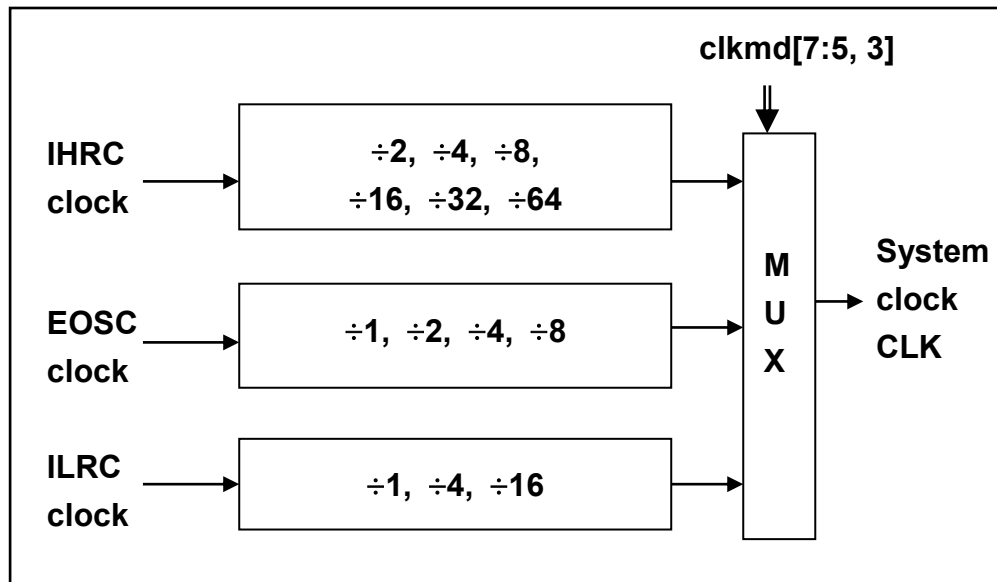 clkmd[7:5, 3]
IHRC
clock
÷2, ÷4, ÷8,
÷16, ÷32, ÷64
EOSC
clock
÷1, ÷2, ÷4, ÷8
ILRC
clock
÷1, ÷4, ÷16
M
U
X
System
clock
CLK